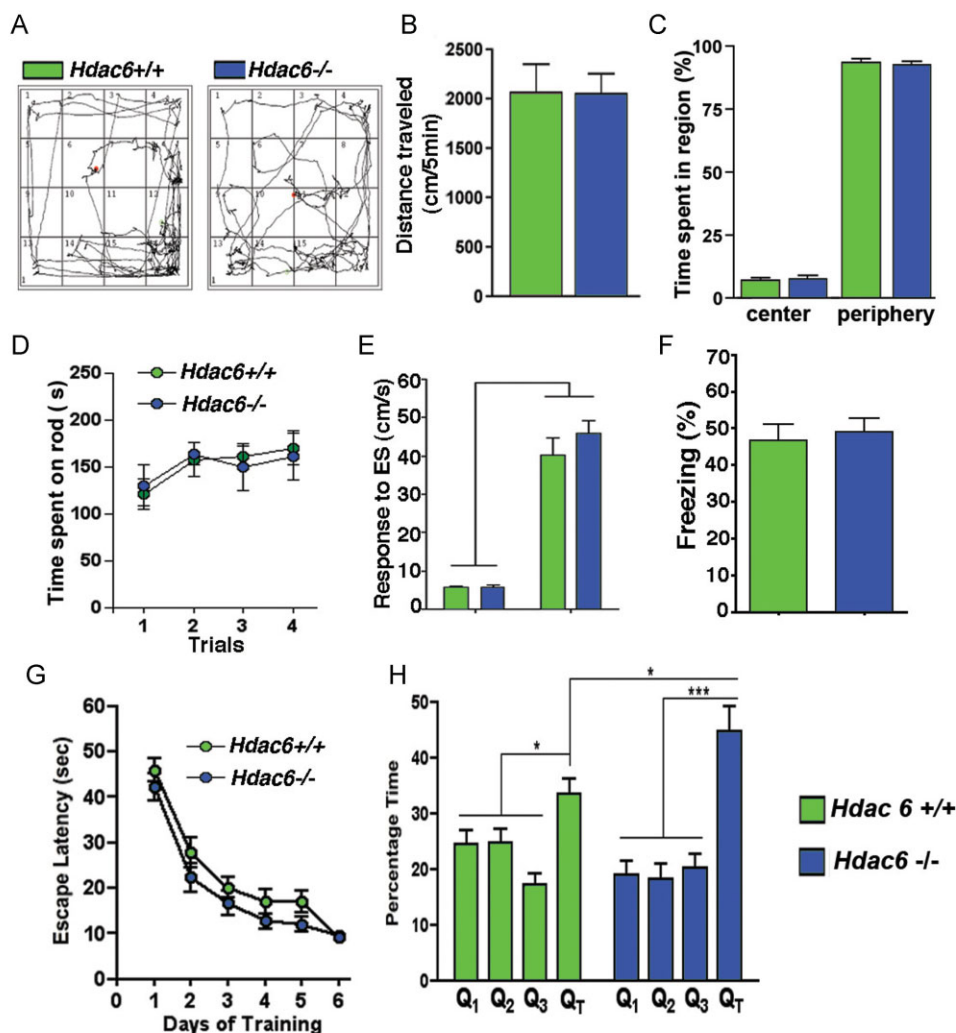 A
Hdac6+/+
Hdac6-/-
1 2 3 4
5 6
9 10 11 12
13 14 15
1
1 2 3 4
5 6 7 8
9 10
13 14 15
1
B
Distance traveled
(cm/5min)
2500
2000
1500
1000
500
0
C
Time spent in region (%)
100
75
50
25
0
center
periphery
D
Time spent on rod ( s)
250
200
150
100
50
0
Hdac6+/+
Hdac6-/-
1 2 3 4
Trials
E
Response to ES (cm/s)
60
50
40
30
20
10
0
F
Freezing (%)
70
60
50
40
30
20
10
0
G
Escape Latency (sec)
60
50
40
30
20
10
0
Hdac6+/+
Hdac6-/-
0 1 2 3 4 5 6
Days of Training
H
Percentage Time
50
40
30
20
10
0
*
*
***
Q1 Q2 Q3 QT
Q1 Q2 Q3 QT
Hdac 6 +/+
Hdac6 -/-